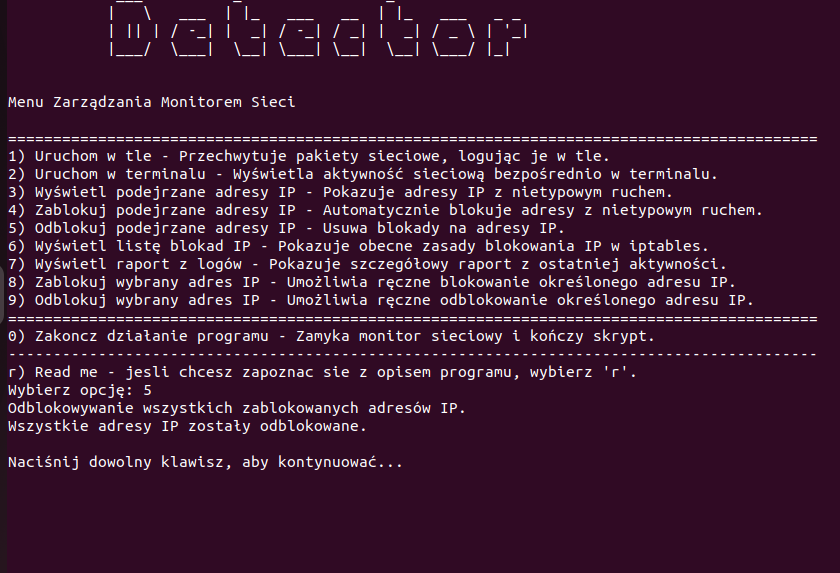 Detector
Menu Zarządzania Monitorem Sieci
==========================================================================================
1) Uruchom w tle - Przechwytuje pakiety sieciowe, logując je w tle.
2) Uruchom w terminalu - Wyświetla aktywność sieciową bezpośrednio w terminalu.
3) Wyświetl podejrzane adresy IP - Pokazuje adresy IP z nietypowym ruchem.
4) Zablokuj podejrzane adresy IP - Automatycznie blokuje adresy z nietypowym ruchem.
5) Odblokuj podejrzane adresy IP - Usuwa blokady na adresy IP.
6) Wyświetl listę blokad IP - Pokazuje obecne zasady blokowania IP w iptables.
7) Wyświetl raport z logów - Pokazuje szczegółowy raport z ostatniej aktywności.
8) Zablokuj wybrany adres IP - Umożliwia ręczne blokowanie określonego adresu IP.
9) Odblokuj wybrany adres IP - Umożliwia ręczne odblokowanie określonego adresu IP.
==========================================================================================
0) Zakoncz działanie programu - Zamyka monitor sieciowy i kończy skrypt.
------------------------------------------------------------------------------------------
r) Read me - jesli chcesz zapoznac sie z opisem programu, wybierz 'r'.
Wybierz opcję: 5
Odblokowywanie wszystkich zablokowanych adresów IP.
Wszystkie adresy IP zostały odblokowane.
Naciśnij dowolny klawisz, aby kontynuować...